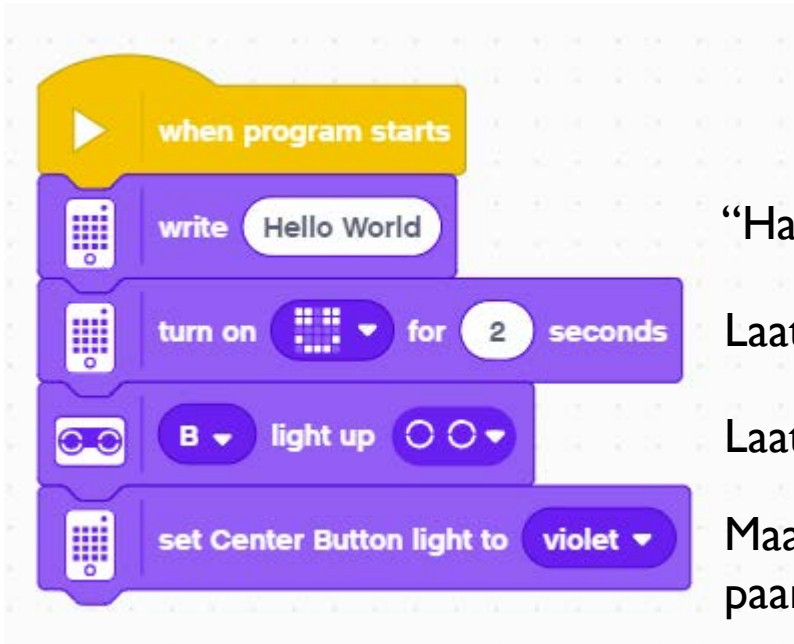 when program starts
write Hello World
"Ha
turn on for 2 seconds
Laat
B light up
Laat
set Center Button light to violet
Maa
paar